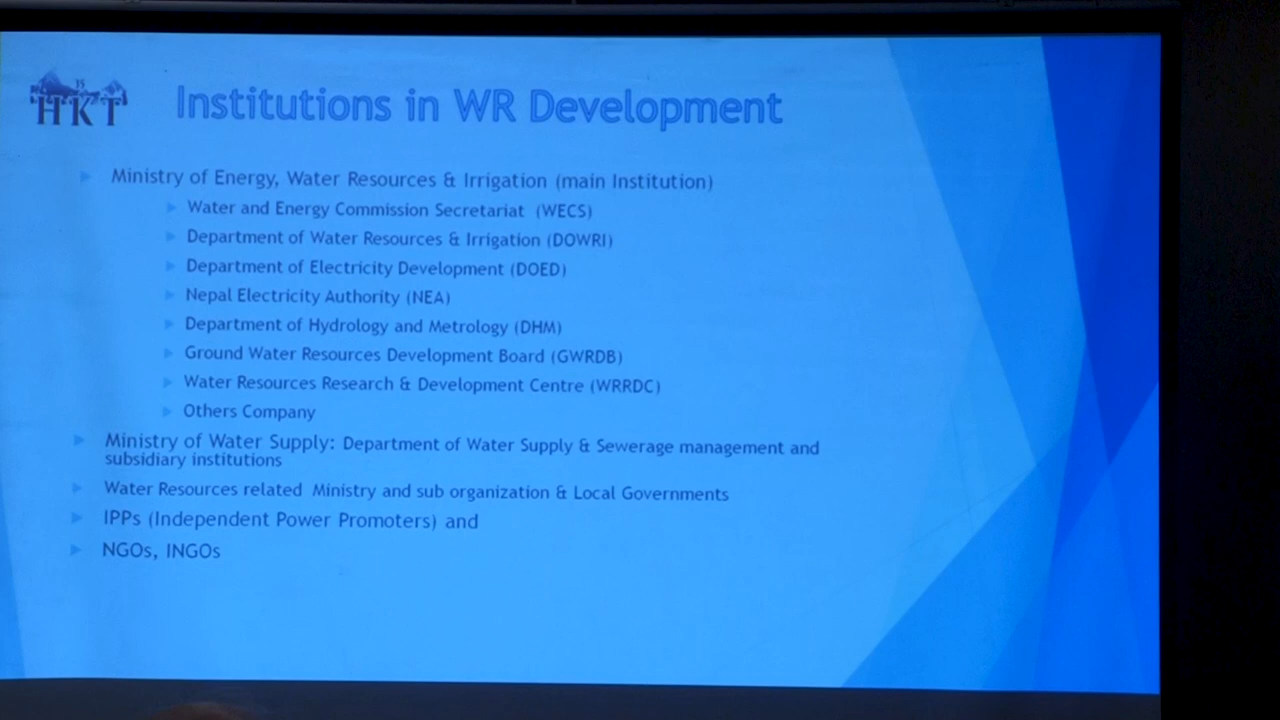 35
HKT
Institutions in WR Development
Ministry of Energy, Water Resources & Irrigation (main Institution)
Water and Energy Commission Secretariat (WECS)
Department of Water Resources & Irrigation (DOWRI)
Department of Electricity Development (DOED)
Nepal Electricity Authority (NEA)
Department of Hydrology and Metrology (DHM)
Ground Water Resources Development Board (GWRDB)
Water Resources Research & Development Centre (WRRDC)
Others Company
Ministry of Water Supply: Department of Water Supply & Sewerage management and
subsidiary institutions
Water Resources related Ministry and sub organization & Local Governments
IPPs (Independent Power Promoters) and
NGOs, INGOs